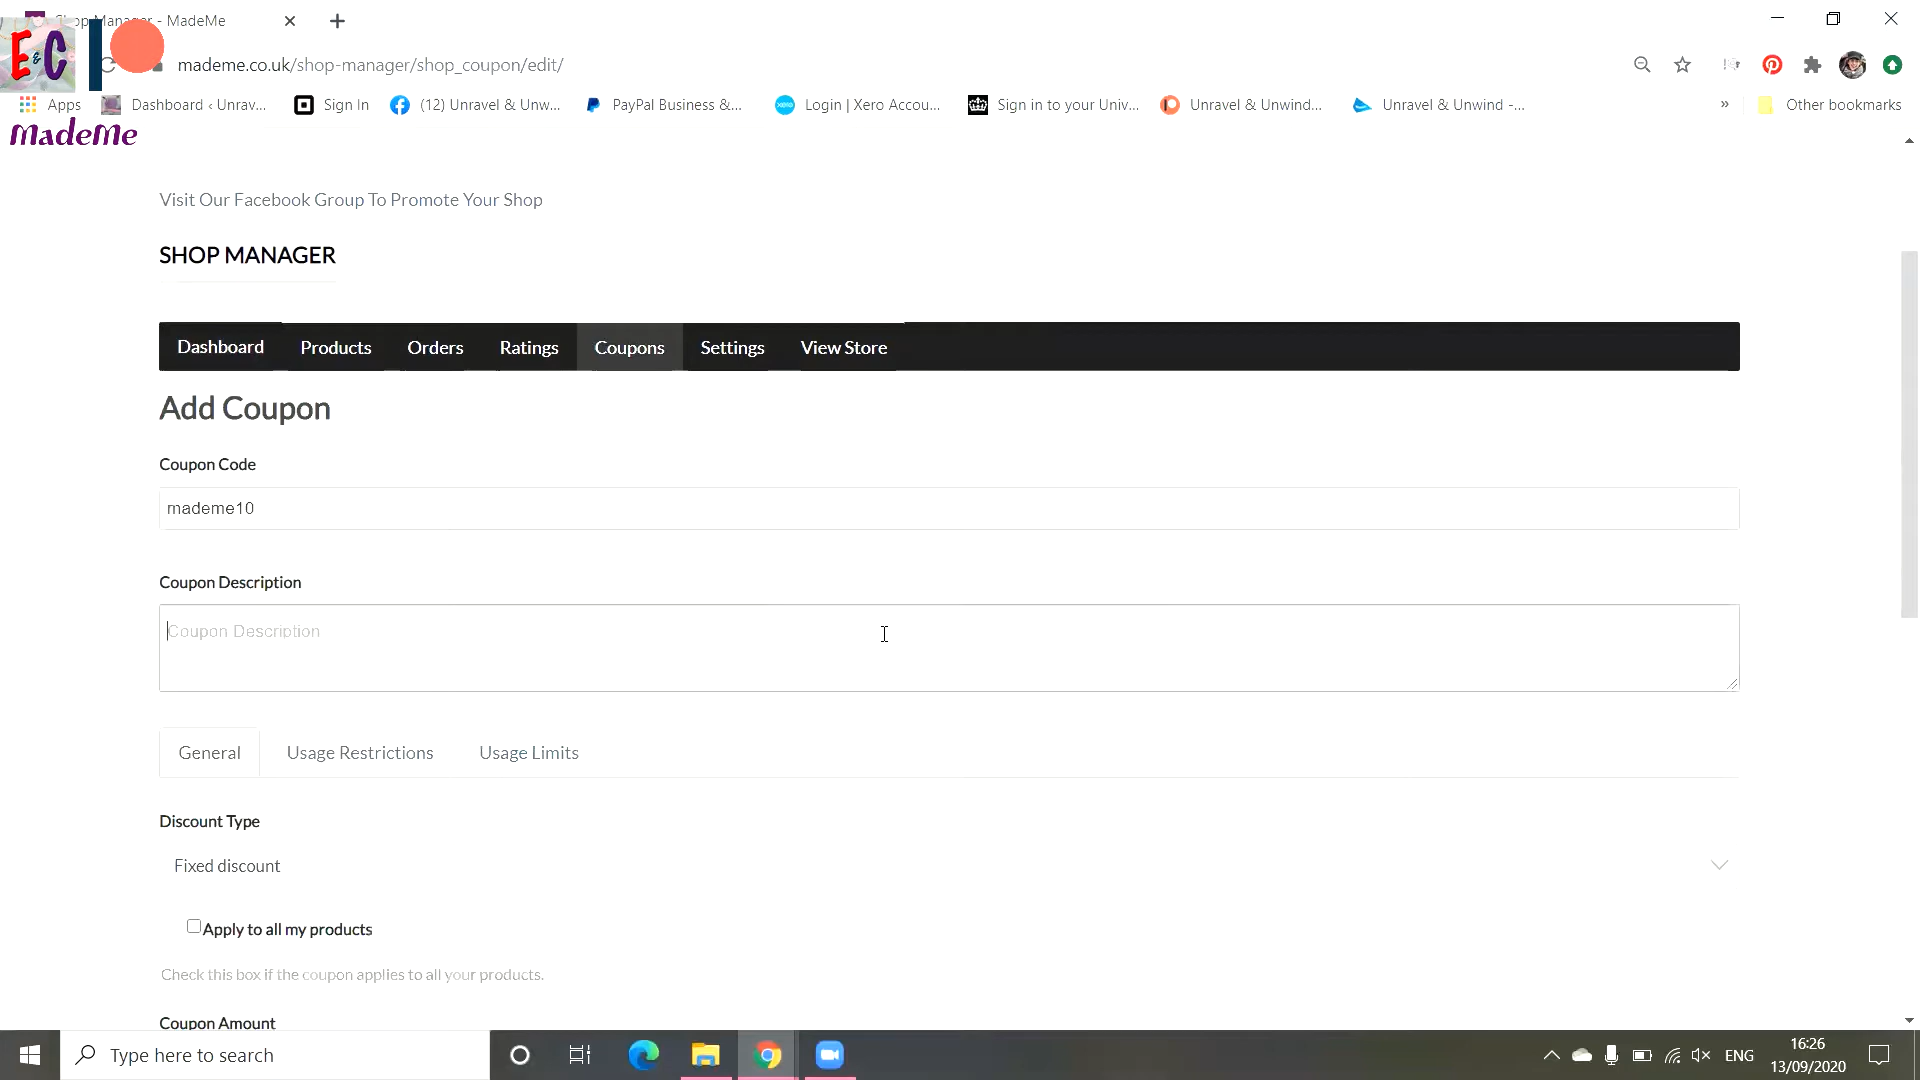 Shop Manager - MadeMe
E&C
mademe.co.uk/shop-manager/shop_coupon/edit/
Apps
Dashboard ‹ Unrav...
Sign In
(12) Unravel & Unw...
PayPal Business &...
Login | Xero Accou...
Sign in to your Univ...
Unravel & Unwind...
Unravel & Unwind -...
»
Other bookmarks
MadeMe
Visit Our Facebook Group To Promote Your Shop
SHOP MANAGER
Dashboard
Products
Orders
Ratings
Coupons
Settings
View Store
Add Coupon
Coupon Code
mademe10
Coupon Description
Coupon Description
General
Usage Restrictions
Usage Limits
Discount Type
Fixed discount
Apply to all my products
Check this box if the coupon applies to all your products.
Coupon Amount
Type here to search
ENG
16:26
13/09/2020